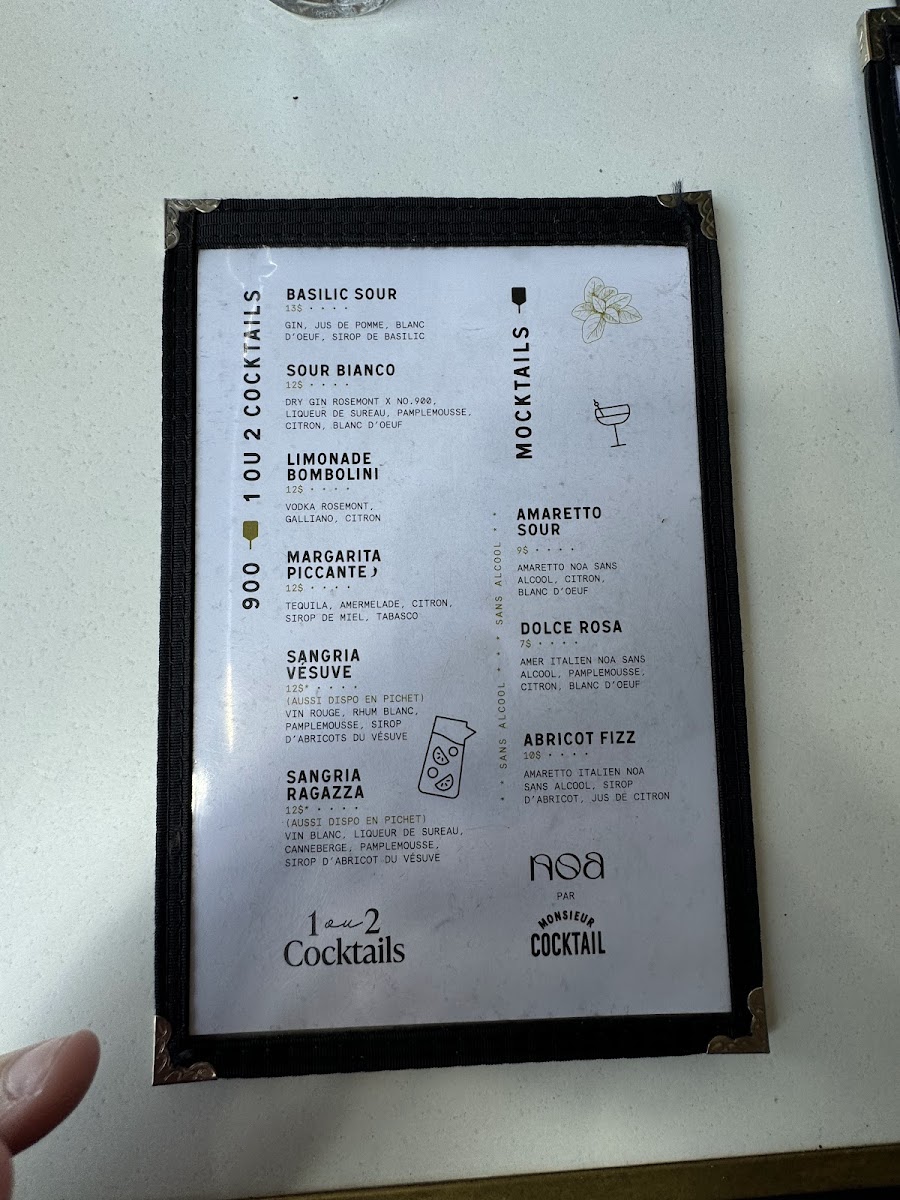 900 1 OU 2 COCKTAILS
BASILIC SOUR
13$ · · · ·
GIN, JUS DE POMME, BLANC
D'OEUF, SIROP DE BASILIC
SOUR BIANCO
12$ · · · ·
DRY GIN ROSEMONT X NO.900,
LIQUEUR DE SUREAU, PAMPLEMOUSSE,
CITRON, BLANC D'OEUF
LIMONADE
BOMBOLINI
12$ · · · ·
VODKA ROSEMONT,
GALLIANO, CITRON
MARGARITA
PICCANTE
12$ · · · ·
TEQUILA, AMERMELADE, CITRON,
SIROP DE MIEL, TABASCO
SANGRIA
VÉSUVE
12$* · · · ·
(AUSSI DISPO EN PICHET)
VIN ROUGE, RHUM BLANC,
PAMPLEMOUSSE, SIROP
D'ABRICOTS DU VÉSUVE
SANGRIA
RAGAZZA
12$* · · · ·
(AUSSI DISPO EN PICHET)
VIN BLANC, LIQUEUR DE SUREAU,
CANNEBERGE, PAMPLEMOUSSE,
SIROP D'ABRICOT DU VÉSUVE
1 ou 2
Cocktails
MOCKTAILS
· SANS ALCOOL · · · SANS ALCOOL ·
AMARETTO
SOUR
9$ · · · ·
AMARETTO NOA SANS
ALCOOL, CITRON,
BLANC D'OEUF
DOLCE ROSA
7$ · · · ·
AMER ITALIEN NOA SANS
ALCOOL, PAMPLEMOUSSE,
CITRON, BLANC D'OEUF
ABRICOT FIZZ
10$ · · · ·
AMARETTO ITALIEN NOA
SANS ALCOOL, SIROP
D'ABRICOT, JUS DE CITRON
noa
PAR
MONSIEUR
COCKTAIL